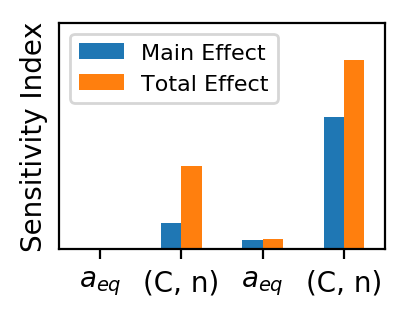 Sensitivity Index
Main Effect
Total Effect
a_eq (C, n) a_eq (C, n)